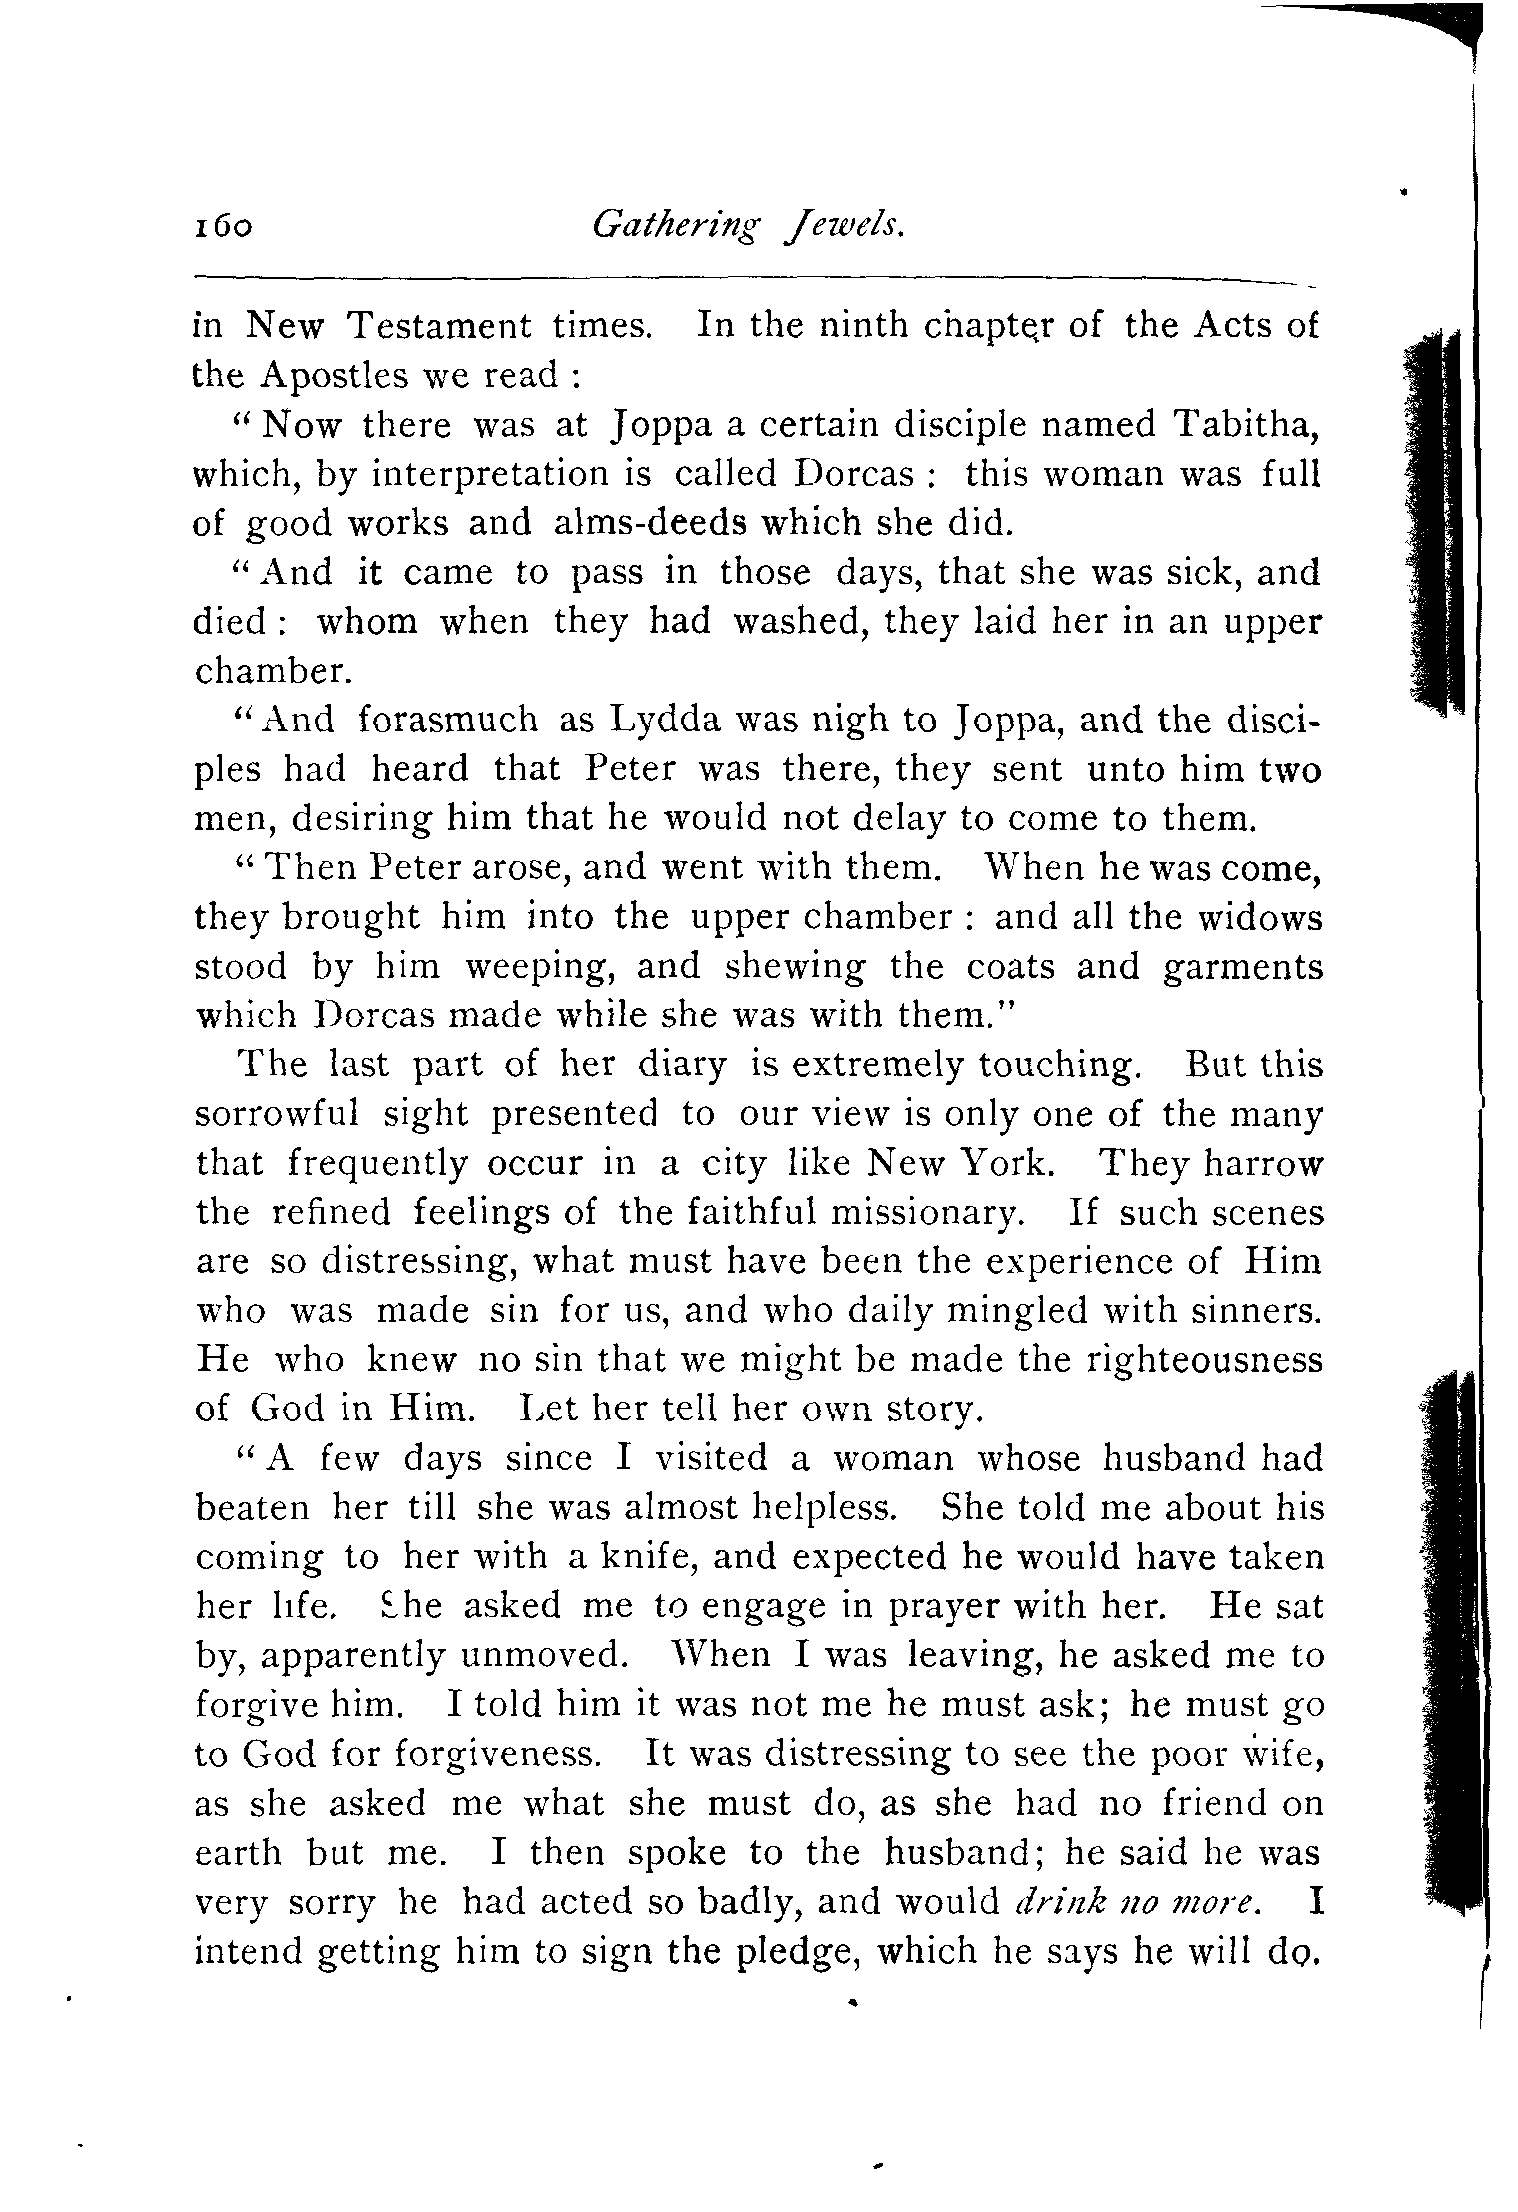 160 Gathering Jewels.
in New Testament times. In the ninth chapter of the Acts of
the Apostles we read :
" Now there was at Joppa a certain disciple named Tabitha,
which, by interpretation is called Dorcas : this woman was full
of good works and alms-deeds which she did.
" And it came to pass in those days, that she was sick, and
died : whom when they had washed, they laid her in an upper
chamber.
" And forasmuch as Lydda was nigh to Joppa, and the disci-
ples had heard that Peter was there, they sent unto him two
men, desiring him that he would not delay to come to them.
" Then Peter arose, and went with them. When he was come,
they brought him into the upper chamber : and all the widows
stood by him weeping, and shewing the coats and garments
which Dorcas made while she was with them."
The last part of her diary is extremely touching. But this
sorrowful sight presented to our view is only one of the many
that frequently occur in a city like New York. They harrow
the refined feelings of the faithful missionary. If such scenes
are so distressing, what must have been the experience of Him
who was made sin for us, and who daily mingled with sinners.
He who knew no sin that we might be made the righteousness
of God in Him. Let her tell her own story.
" A few days since I visited a woman whose husband had
beaten her till she was almost helpless. She told me about his
coming to her with a knife, and expected he would have taken
her life. She asked me to engage in prayer with her. He sat
by, apparently unmoved. When I was leaving, he asked me to
forgive him. I told him it was not me he must ask; he must go
to God for forgiveness. It was distressing to see the poor wife,
as she asked me what she must do, as she had no friend on
earth but me. I then spoke to the husband; he said he was
very sorry he had acted so badly, and would drink no more. I
intend getting him to sign the pledge, which he says he will do.